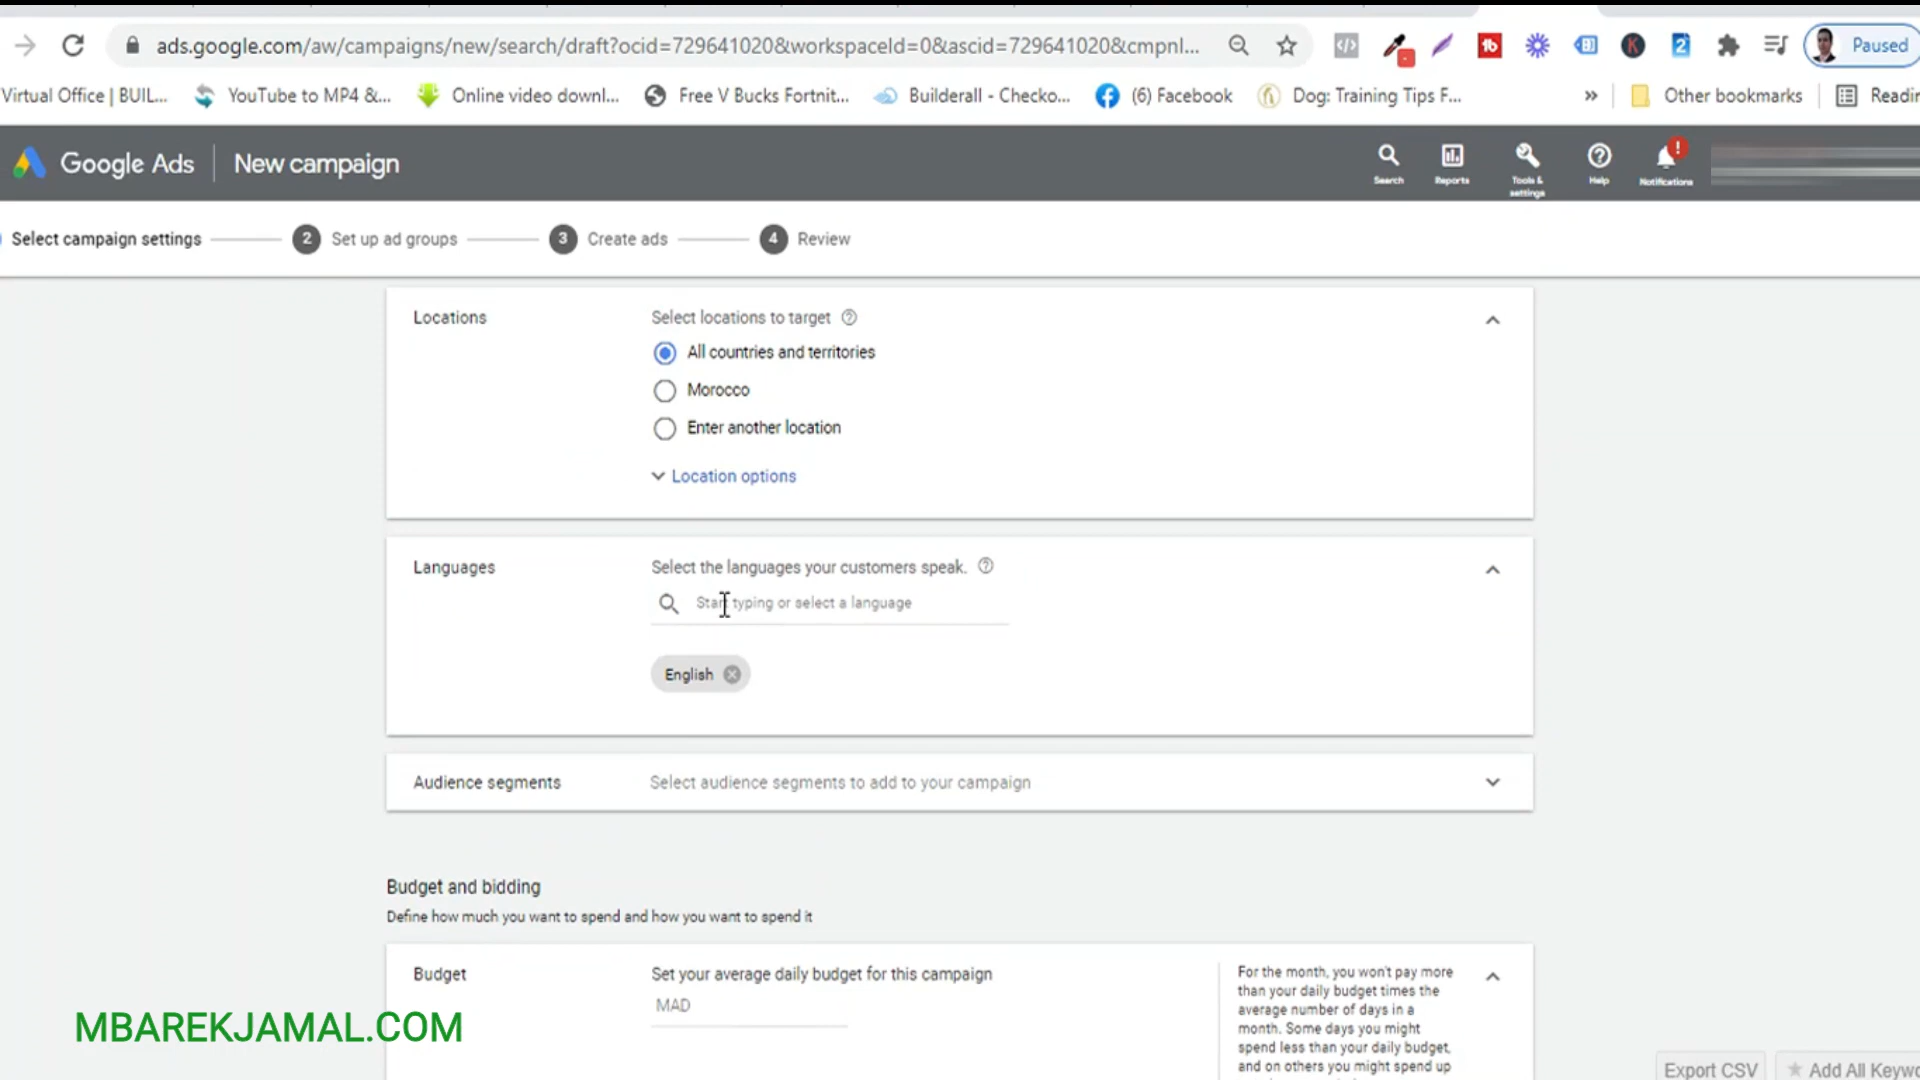 ads.google.com/aw/campaigns/new/search/draft?ocid=729641020&workspaceId=0&ascid=729641020&cmpnl...
Paused
Virtual Office | BUIL...
YouTube to MP4 &...
Online video downl...
Free V Bucks Fortnit...
Builderall - Checko...
(6) Facebook
Dog: Training Tips F...
»
Other bookmarks
Readin
Google Ads
New campaign
Search
Reports
Tools & settings
Help
Notifications
Select campaign settings
2 Set up ad groups
3 Create ads
4 Review
Locations
Select locations to target
All countries and territories
Morocco
Enter another location
Location options
Languages
Select the languages your customers speak.
Start typing or select a language
English
Audience segments
Select audience segments to add to your campaign
Budget and bidding
Define how much you want to spend and how you want to spend it
Budget
Set your average daily budget for this campaign
MAD
For the month, you won't pay more
than your daily budget times the
average number of days in a
month. Some days you might
spend less than your daily budget,
and on others you might spend up
MBAREKJAMAL.COM
Export CSV
Add All Keywo